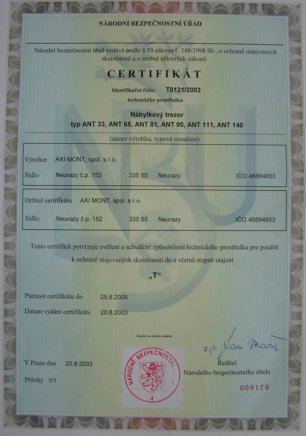 NÁRODNÍ BEZPEČNOSTNÍ ÚŘAD
Národní bezpečnostní úřad vydává podle § 53 zákona č. 148/1998 Sb., o ochraně utajovaných
skutečností a o změně některých zákonů
CERTIFIKÁT
Identifikační číslo: T0121/2003
technického prostředku
Nábytkový trezor
typ ANT 33, ANT 65, ANT 81, ANT 90, ANT 111, ANT 140
(název výrobku, typové označení)
Výrobce AXI MONT, spol. s r.o.
Sídlo Neurazy č.p. 152 335 55 Neurazy IČO 46884653
Držitel certifikátu AXI MONT, spol. s r.o.
Sídlo Neurazy č.p. 152 335 55 Neurazy IČO 46884653
Tento certifikát potvrzuje ověření a schválení způsobilosti technického prostředku pro použití
k ochraně utajovaných skutečností do a včetně stupně utajení
„T"
Platnost certifikátu do 25.6.2006
Datum vydání certifikátu 20.8.2003
V Praze dne 20.8.2003
Přílohy 1/1
NÁRODNÍ BEZPEČNOSTNÍ
Ředitel
Národního bezpečnostního úřadu
009179